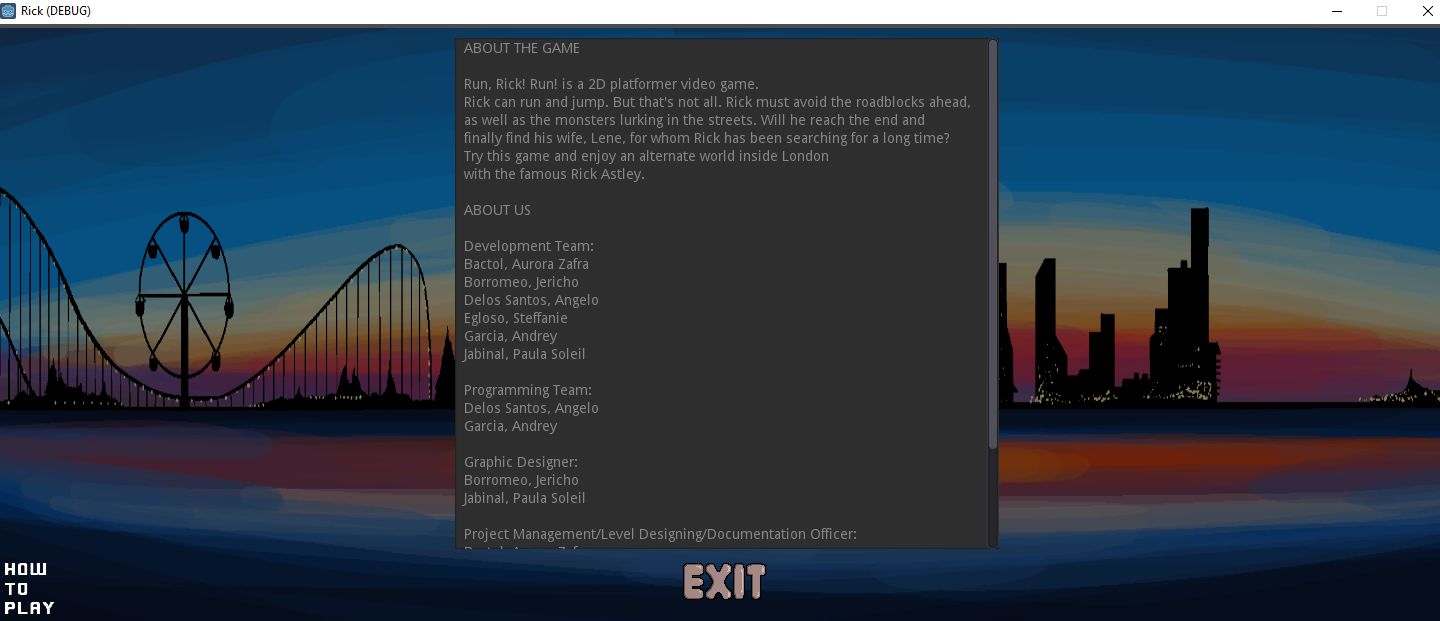 Rick (DEBUG)
ABOUT THE GAME
Run, Rick! Run! is a 2D platformer video game.
Rick can run and jump. But that's not all. Rick must avoid the roadblocks ahead,
as well as the monsters lurking in the streets. Will he reach the end and
finally find his wife, Lene, for whom Rick has been searching for a long time?
Try this game and enjoy an alternate world inside London
with the famous Rick Astley.
ABOUT US
Development Team:
Bactol, Aurora Zafra
Borromeo, Jericho
Delos Santos, Angelo
Egloso, Steffanie
Garcia, Andrey
Jabinal, Paula Soleil
Programming Team:
Delos Santos, Angelo
Garcia, Andrey
Graphic Designer:
Borromeo, Jericho
Jabinal, Paula Soleil
Project Management/Level Designing/Documentation Officer:
HOW
TO
PLAY
EXIT